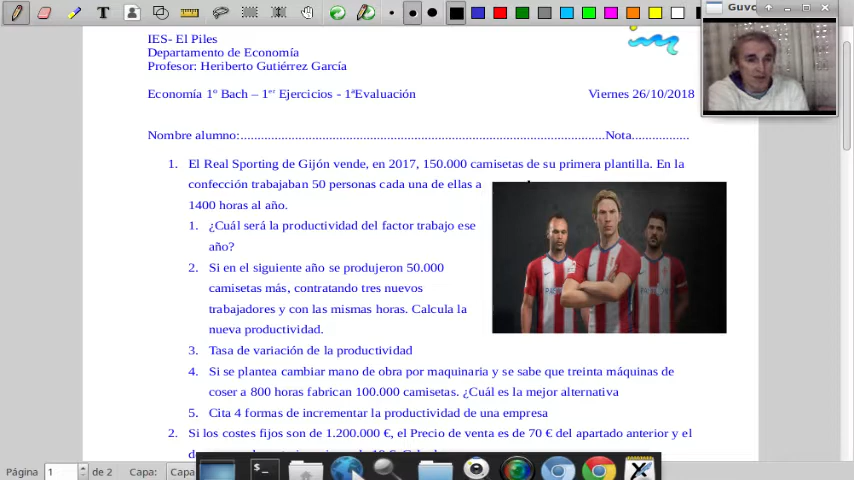 Guvc
IES- El Piles
Departamento de Economía
Profesor: Heriberto Gutiérrez García
Economía 1º Bach – 1er Ejercicios - 1ªEvaluación Viernes 26/10/2018
Nombre alumno:...........................................................................................................Nota.................
1. El Real Sporting de Gijón vende, en 2017, 150.000 camisetas de su primera plantilla. En la
confección trabajaban 50 personas cada una de ellas a
1400 horas al año.
1. ¿Cuál será la productividad del factor trabajo ese
año?
2. Si en el siguiente año se produjeron 50.000
camisetas más, contratando tres nuevos
trabajadores y con las mismas horas. Calcula la
nueva productividad.
3. Tasa de variación de la productividad
4. Si se plantea cambiar mano de obra por maquinaria y se sabe que treinta máquinas de
coser a 800 horas fabrican 100.000 camisetas. ¿Cuál es la mejor alternativa
5. Cita 4 formas de incrementar la productividad de una empresa
2. Si los costes fijos son de 1.200.000 €, el Precio de venta es de 70 € del apartado anterior y el
Página 1 de 2 Capa: Capa